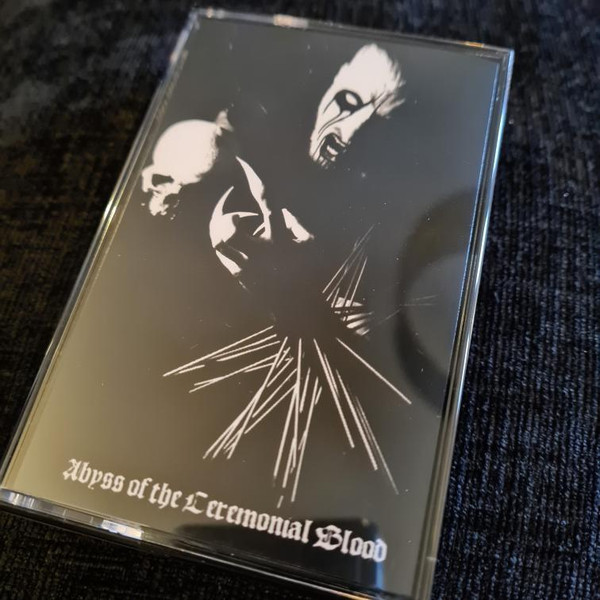 Abyss of the Ceremonial Blood